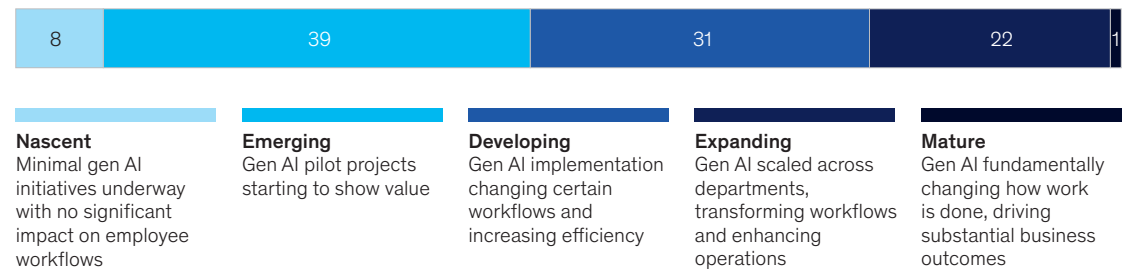 8
39
31
22
1
Nascent
Minimal gen AI
initiatives underway
with no significant
impact on employee
workflows
Emerging
Gen AI pilot projects
starting to show value
Developing
Gen AI implementation
changing certain
workflows and
increasing efficiency
Expanding
Gen AI scaled across
departments,
transforming workflows
and enhancing
operations
Mature
Gen AI fundamentally
changing how work
is done, driving
substantial business
outcomes